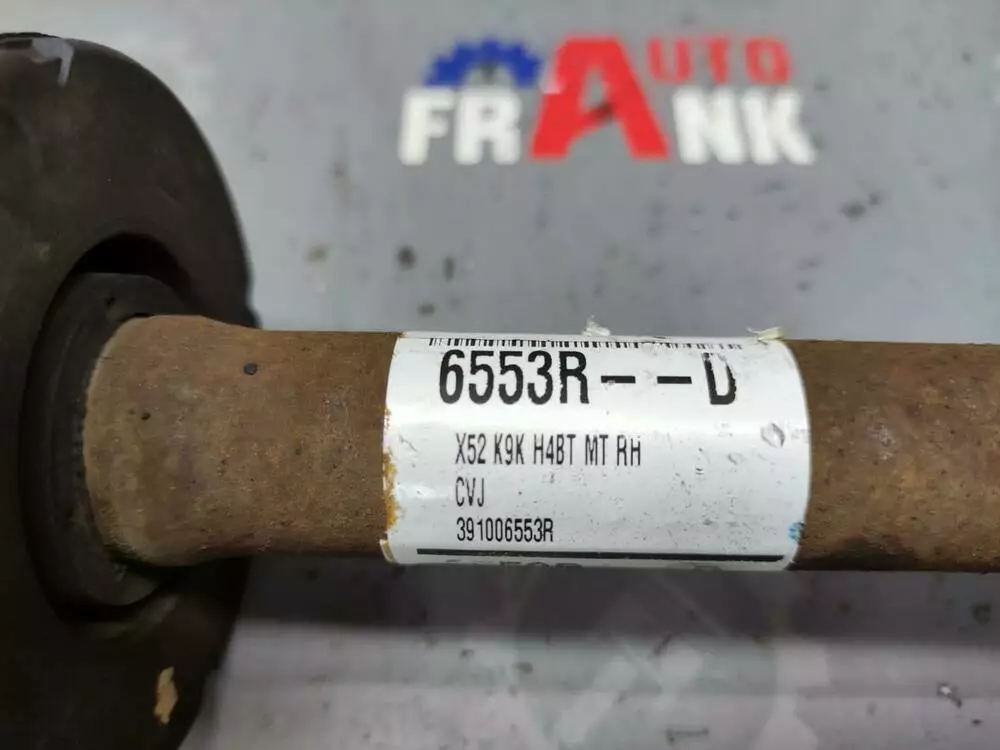 AUTO
FRANK
6553R--D
X52 K9K H4BT MT RH
CVJ
391006553R